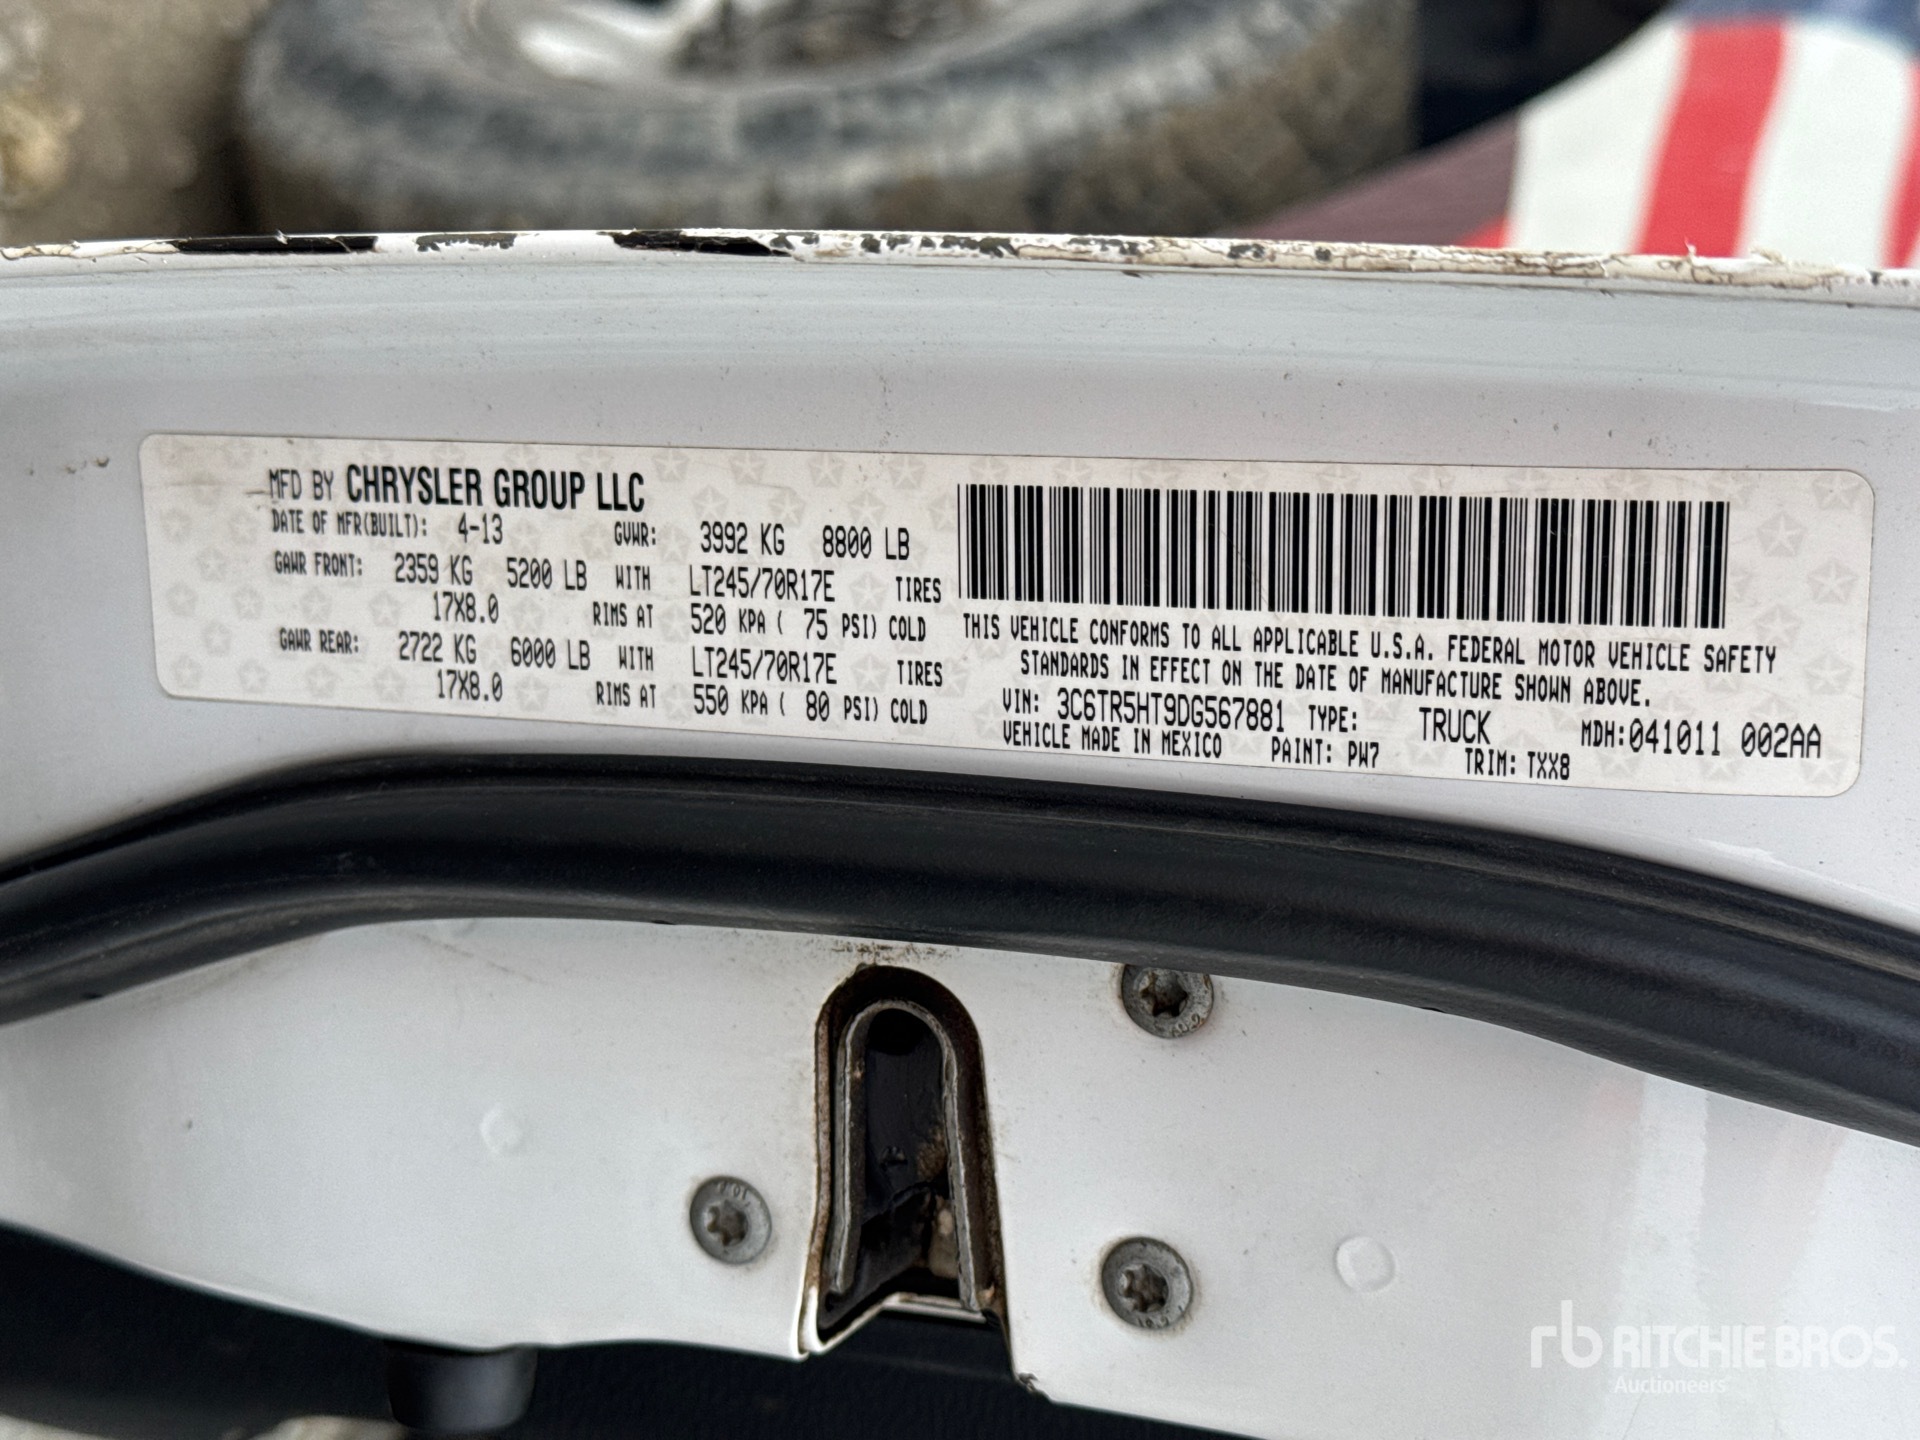 MFD BY CHRYSLER GROUP LLC
DATE OF MFR(BUILT): 4-13 GVWR: 3992 KG 8800 LB
GAWR FRONT: 2359 KG 5200 LB WITH LT245/70R17E TIRES
17X8.0 RIMS AT 520 KPA ( 75 PSI) COLD
GAWR REAR: 2722 KG 6000 LB WITH LT245/70R17E TIRES
17X8.0 RIMS AT 550 KPA ( 80 PSI) COLD
THIS VEHICLE CONFORMS TO ALL APPLICABLE U.S.A. FEDERAL MOTOR VEHICLE SAFETY
STANDARDS IN EFFECT ON THE DATE OF MANUFACTURE SHOWN ABOVE.
VIN: 3C6TR5HT9DG567881 TYPE: TRUCK MDH:041011 002AA
VEHICLE MADE IN MEXICO PAINT: PW7 TRIM: TXX8
rb RITCHIE BROS.
Auctioneers